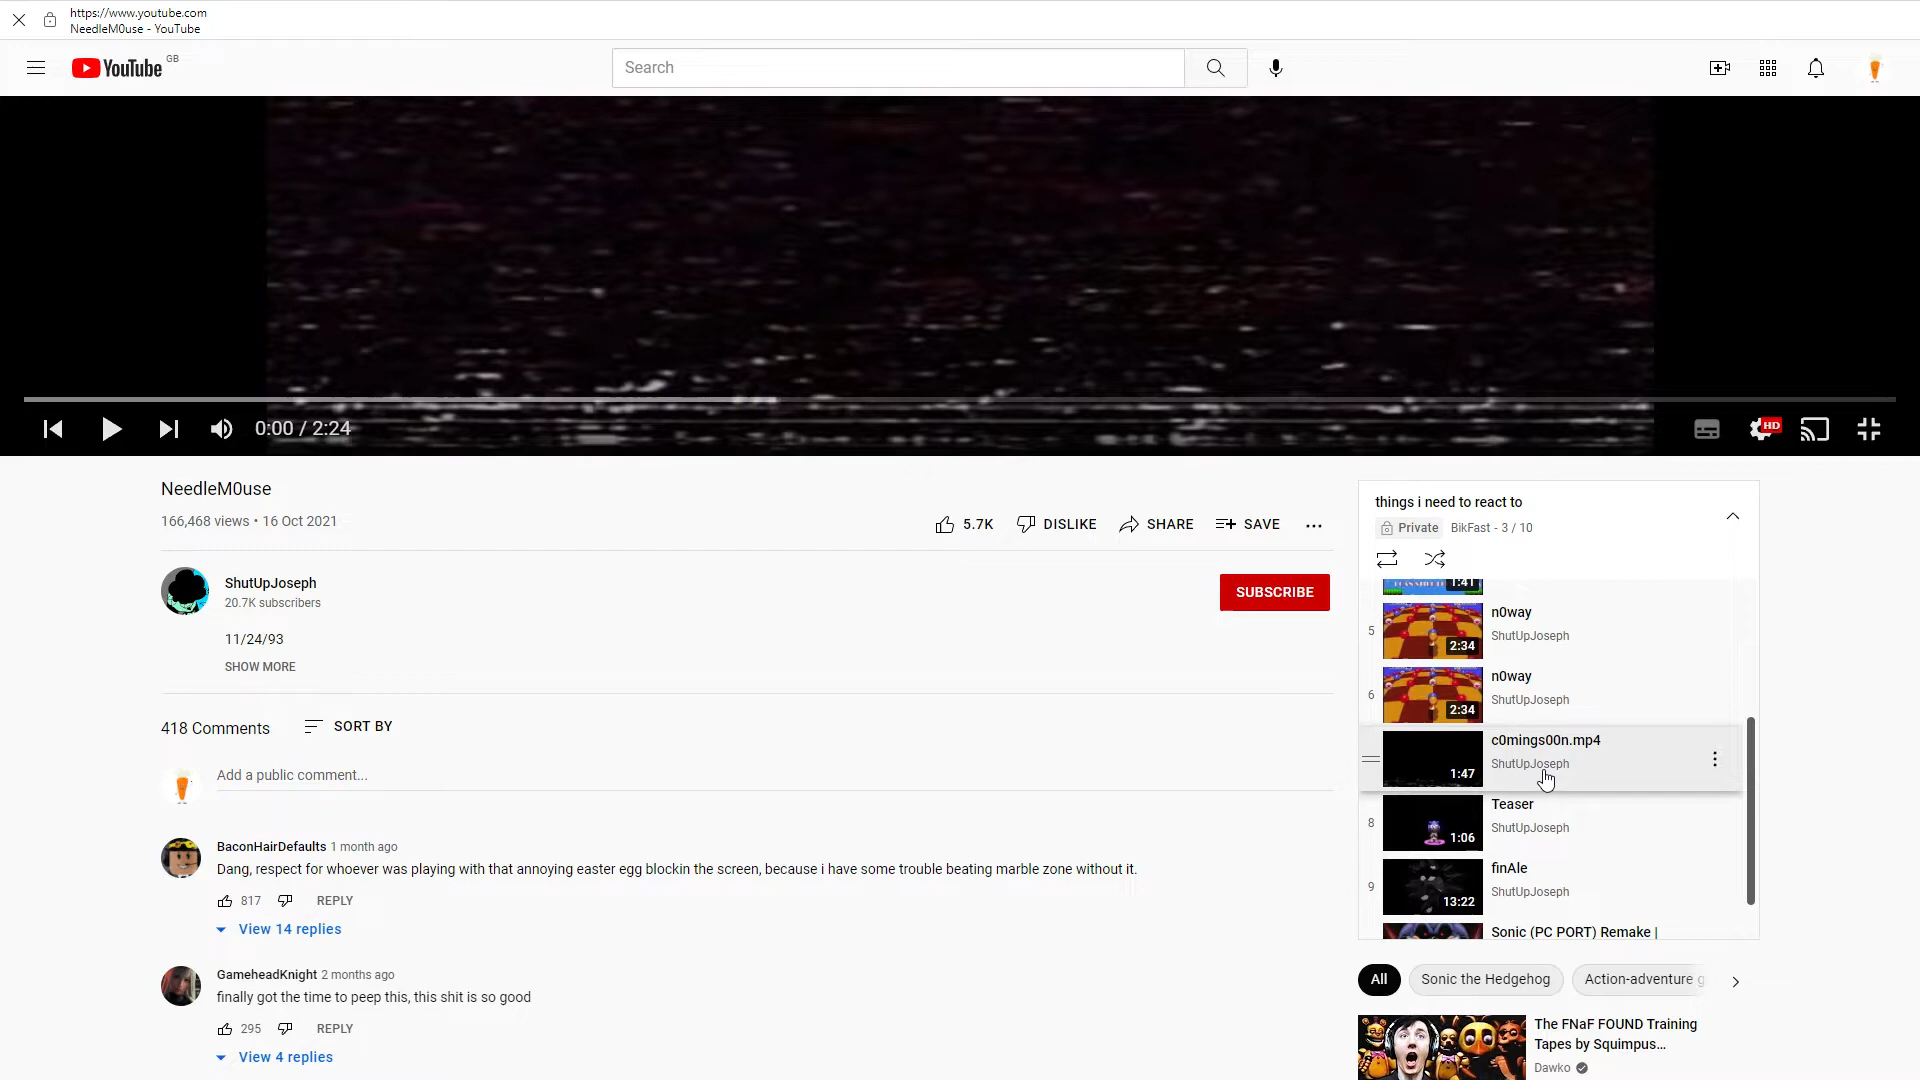 https://www.youtube.com
NeedleM0use - YouTube
YouTube GB
Search
0:00 / 2:24
HD
NeedleM0use
166,468 views • 16 Oct 2021
5.7K DISLIKE SHARE SAVE
ShutUpJoseph
20.7K subscribers
SUBSCRIBE
11/24/93
SHOW MORE
418 Comments SORT BY
Add a public comment...
BaconHairDefaults 1 month ago
Dang, respect for whoever was playing with that annoying easter egg blockin the screen, because i have some trouble beating marble zone without it.
817 REPLY
View 14 replies
GameheadKnight 2 months ago
finally got the time to peep this, this shit is so good
295 REPLY
View 4 replies
things i need to react to
Private BikFast - 3 / 10
1:41
5
n0way
ShutUpJoseph
2:34
6
n0way
ShutUpJoseph
2:34
c0mings00n.mp4
ShutUpJoseph
1:47
8
Teaser
ShutUpJoseph
1:06
9
finAle
ShutUpJoseph
13:22
Sonic (PC PORT) Remake |
All Sonic the Hedgehog Action-adventure g
The FNaF FOUND Training
Tapes by Squimpus...
Dawko